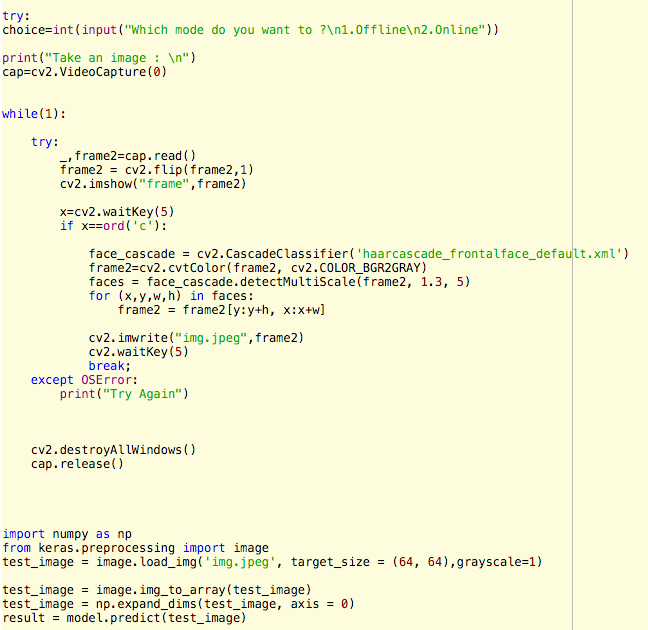 try:
choice=int(input("Which mode do you want to ?\n1.Offline\n2.Online"))
print("Take an image : \n")
cap=cv2.VideoCapture(0)
while(1):
try:
_,frame2=cap.read()
frame2 = cv2.flip(frame2,1)
cv2.imshow("frame",frame2)
x=cv2.waitKey(5)
if x==ord('c'):
face_cascade = cv2.CascadeClassifier('haarcascade_frontalface_default.xml')
frame2=cv2.cvtColor(frame2, cv2.COLOR_BGR2GRAY)
faces = face_cascade.detectMultiScale(frame2, 1.3, 5)
for (x,y,w,h) in faces:
frame2 = frame2[y:y+h, x:x+w]
cv2.imwrite("img.jpeg",frame2)
cv2.waitKey(5)
break;
except OSError:
print("Try Again")
cv2.destroyAllWindows()
cap.release()
import numpy as np
from keras.preprocessing import image
test_image = image.load_img('img.jpeg', target_size = (64, 64),grayscale=1)
test_image = image.img_to_array(test_image)
test_image = np.expand_dims(test_image, axis = 0)
result = model.predict(test_image)